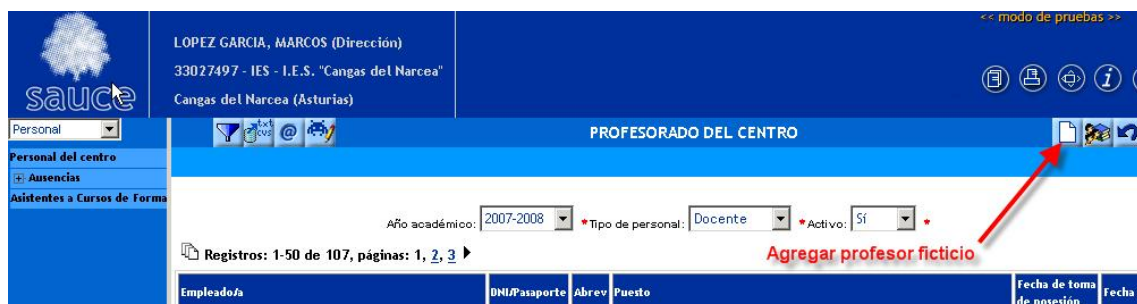 << modo de pruebas >>
LOPEZ GARCIA, MARCOS (Dirección)
33027497 - IES - I.E.S. "Cangas del Narcea"
Cangas del Narcea (Asturias)
sauce
Personal
txt
cvs
@
PROFESORADO DEL CENTRO
Personal del centro
Ausencias
Asistentes a Cursos de Forma
Año académico: 2007-2008 *Tipo de personal: Docente *Activo: Sí *
Registros: 1-50 de 107, páginas: 1, 2, 3
Agregar profesor ficticio
Empleado/a DNI/Pasaporte Abrev Puesto Fecha de toma de posesión Fecha